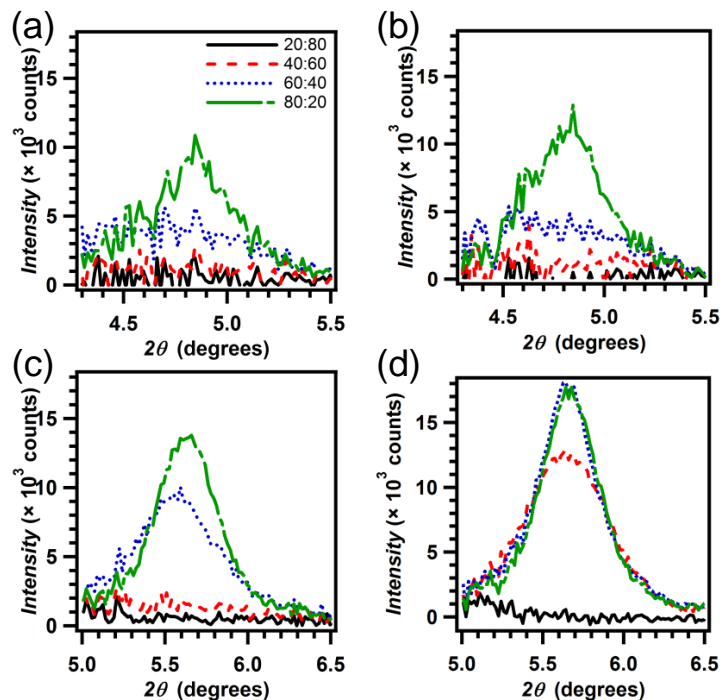 (a)
20:80
40:60
60:40
80:20
15
10
5
0
Intensity (× 10³ counts)
4.5 5.0 5.5
2θ (degrees)
(b)
15
10
5
0
Intensity (× 10³ counts)
4.5 5.0 5.5
2θ (degrees)
(c)
15
10
5
0
Intensity (× 10³ counts)
5.0 5.5 6.0 6.5
2θ (degrees)
(d)
15
10
5
0
Intensity (× 10³ counts)
5.0 5.5 6.0 6.5
2θ (degrees)